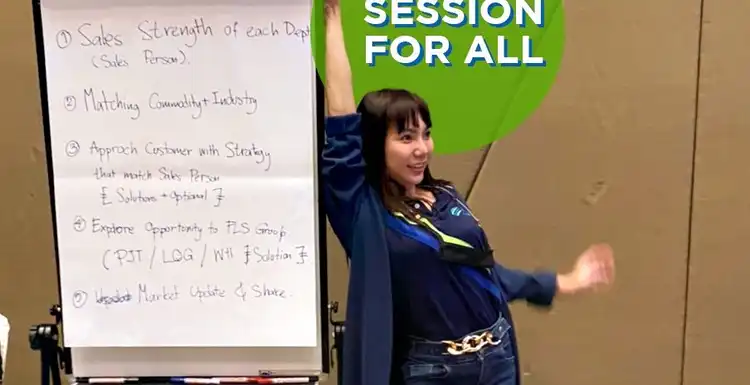 SESSION
FOR ALL
① Sales Strength of each Dept
(Sales Person).
② Matching Commodity + Industry
③ Approch Customer with Strategy
that match Sales Person
[ Solutions + Optional ]
④ Explore Opportunity to FLS Group
( PJT / LOG / WH [ Solution ]
⑤ Market Update & Share.